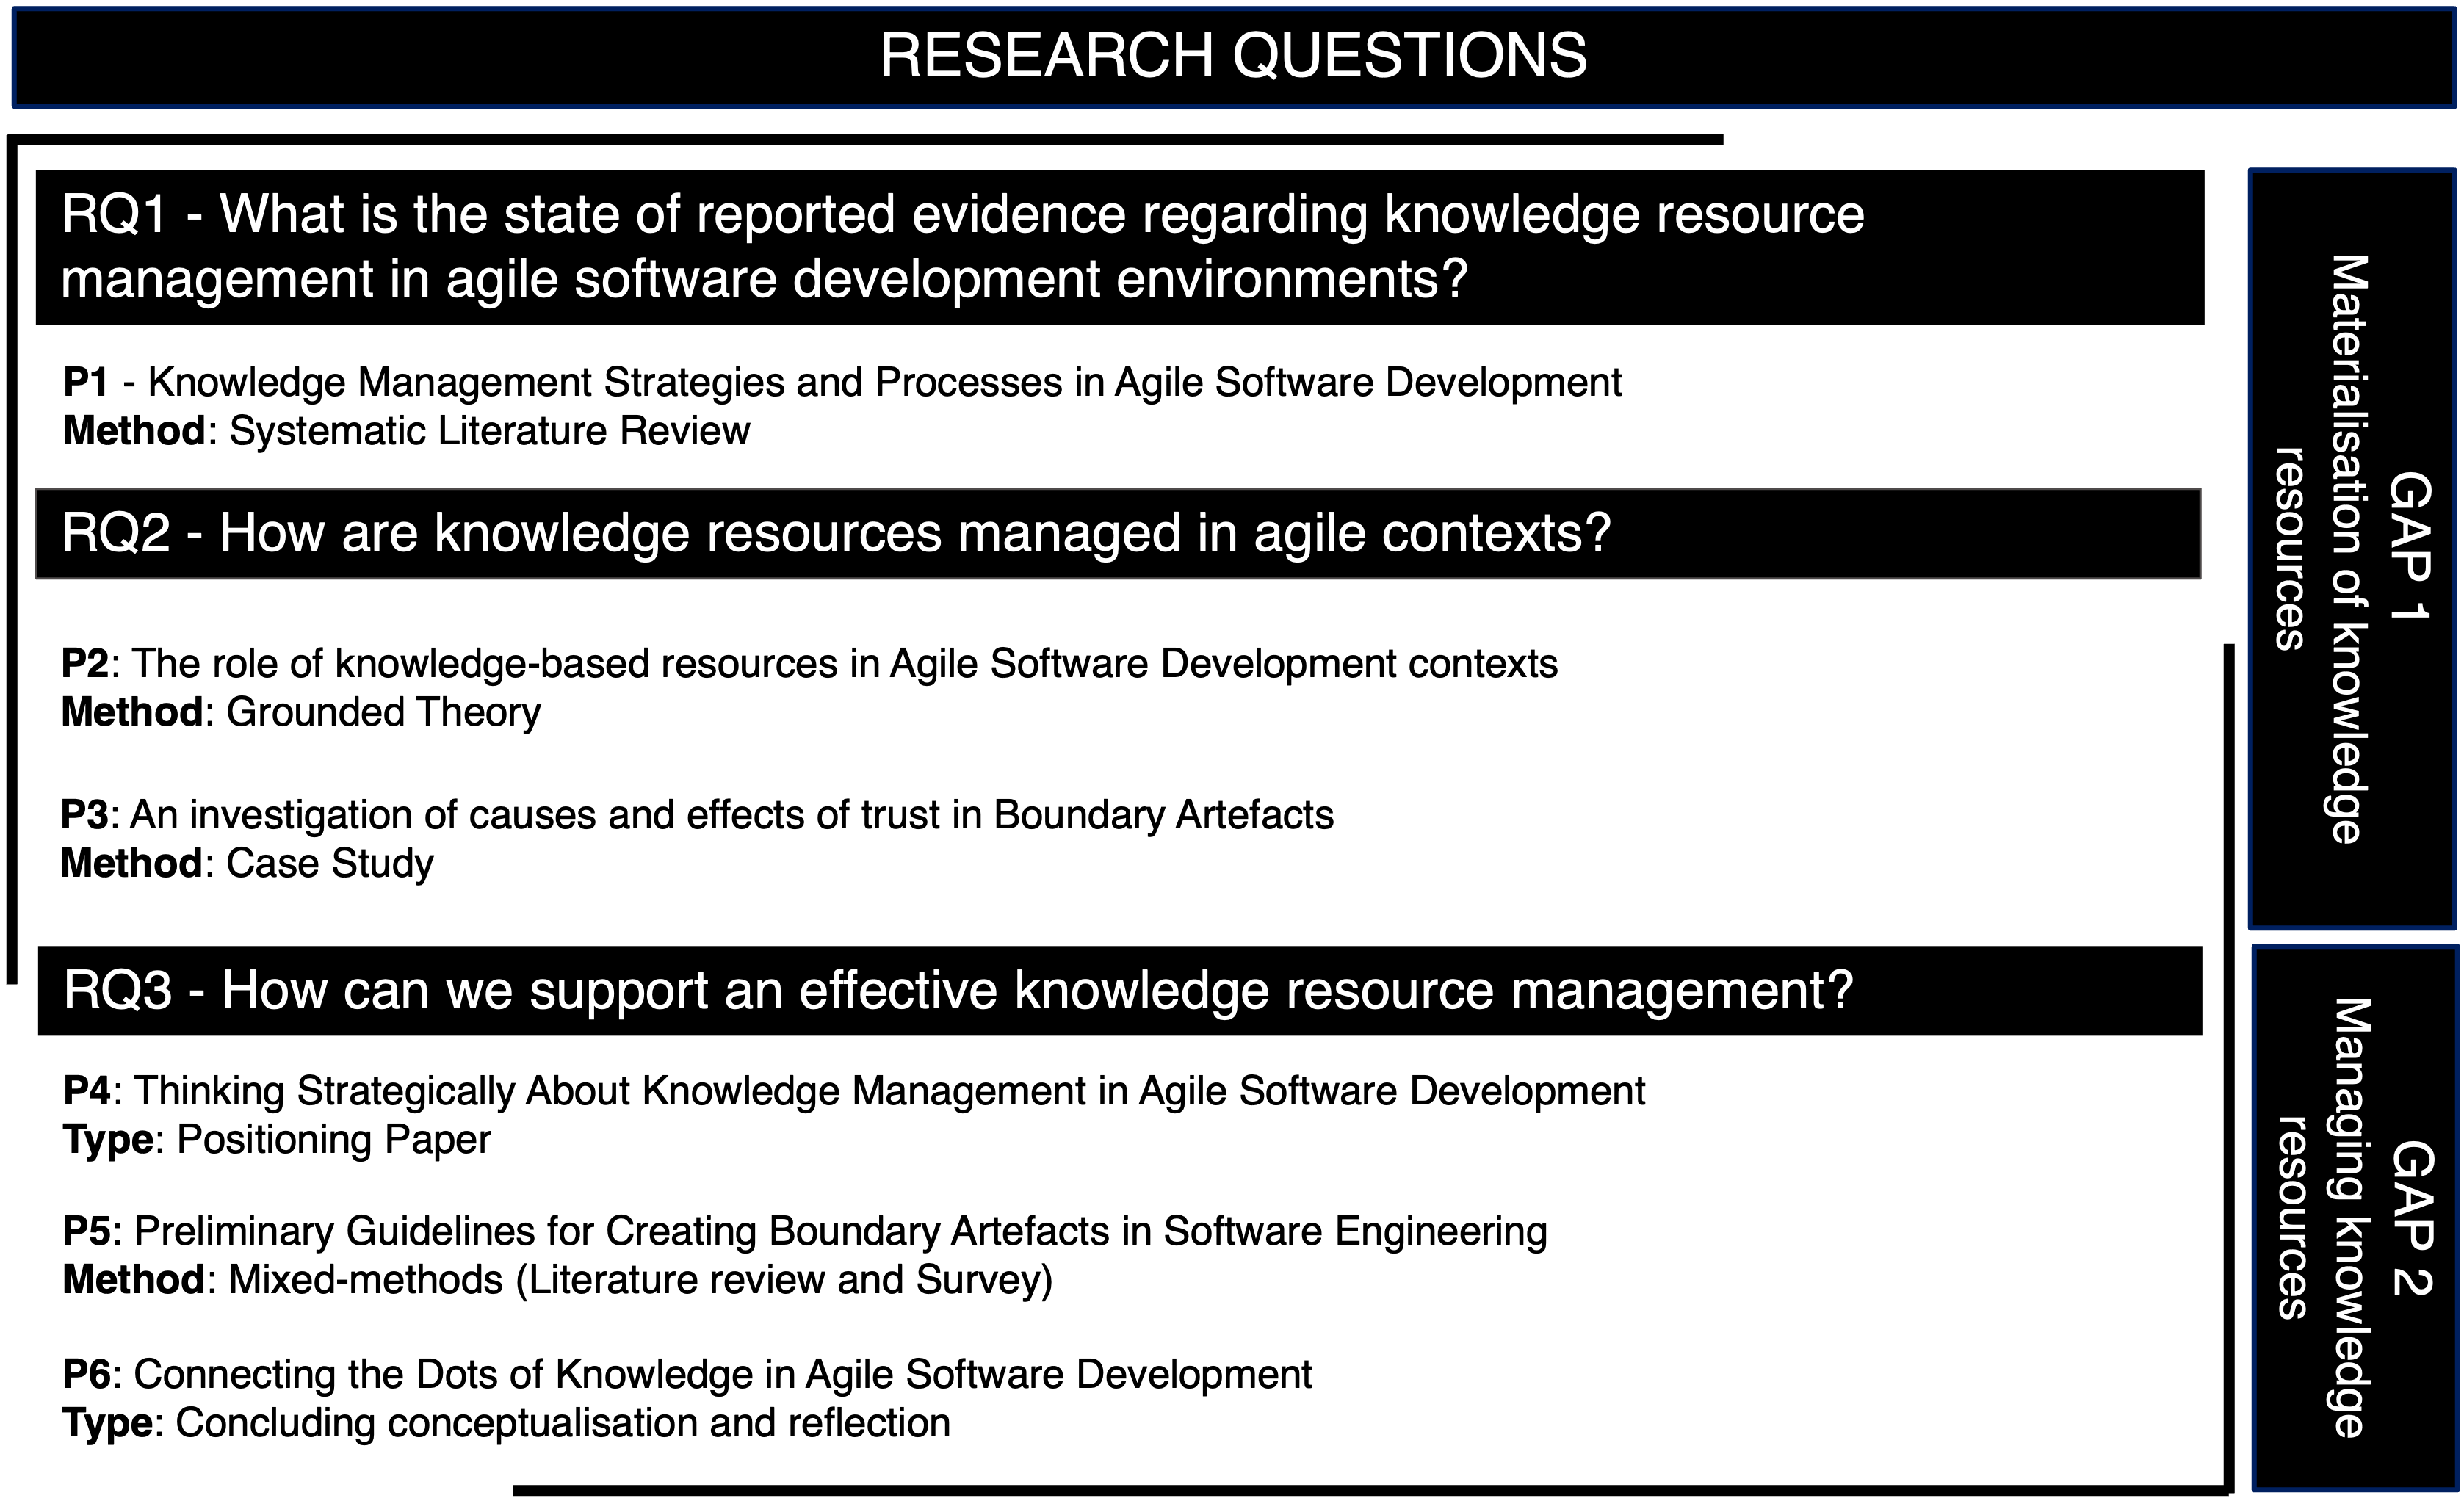 RESEARCH QUESTIONS
RQ1 - What is the state of reported evidence regarding knowledge resource
management in agile software development environments?
P1 - Knowledge Management Strategies and Processes in Agile Software Development
Method: Systematic Literature Review
RQ2 - How are knowledge resources managed in agile contexts?
P2: The role of knowledge-based resources in Agile Software Development contexts
Method: Grounded Theory
P3: An investigation of causes and effects of trust in Boundary Artefacts
Method: Case Study
RQ3 - How can we support an effective knowledge resource management?
P4: Thinking Strategically About Knowledge Management in Agile Software Development
Type: Positioning Paper
P5: Preliminary Guidelines for Creating Boundary Artefacts in Software Engineering
Method: Mixed-methods (Literature review and Survey)
P6: Connecting the Dots of Knowledge in Agile Software Development
Type: Concluding conceptualisation and reflection
GAP 1
Materialisation of knowledge
resources
GAP 2
Managing knowledge
resources